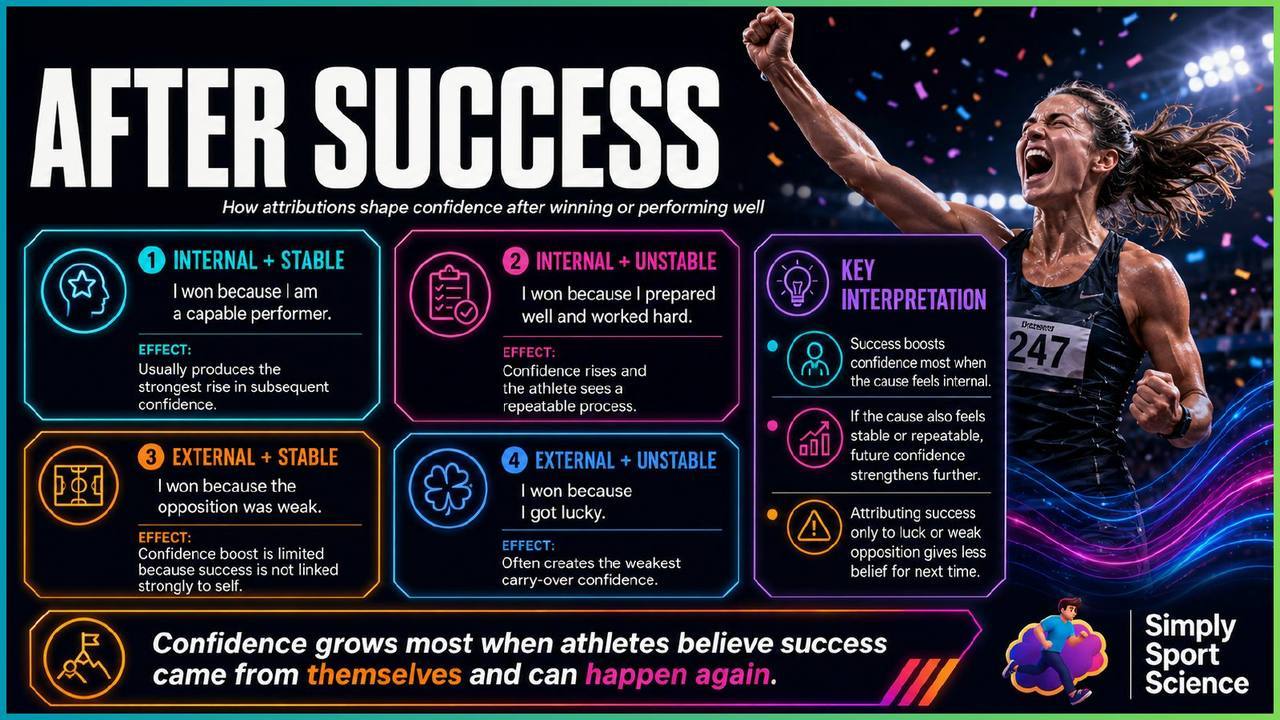 AFTER SUCCESS
How attributions shape confidence after winning or performing well
1 INTERNAL + STABLE
I won because I am
a capable performer.
EFFECT:
Usually produces the
strongest rise in subsequent
confidence.
2 INTERNAL + UNSTABLE
I won because I prepared
well and worked hard.
EFFECT:
Confidence rises and
the athlete sees a
repeatable process.
3 EXTERNAL + STABLE
I won because the
opposition was weak.
EFFECT:
Confidence boost is limited
because success is not linked
strongly to self.
4 EXTERNAL + UNSTABLE
I won because
I got lucky.
EFFECT:
Often creates the weakest
carry-over confidence.
KEY
INTERPRETATION
Success boosts
confidence most when
the cause feels internal.
If the cause also feels
stable or repeatable,
future confidence
strengthens further.
Attributing success
only to luck or weak
opposition gives less
belief for next time.
247
Confidence grows most when athletes believe success
came from themselves and can happen again.
Simply
Sport
Science